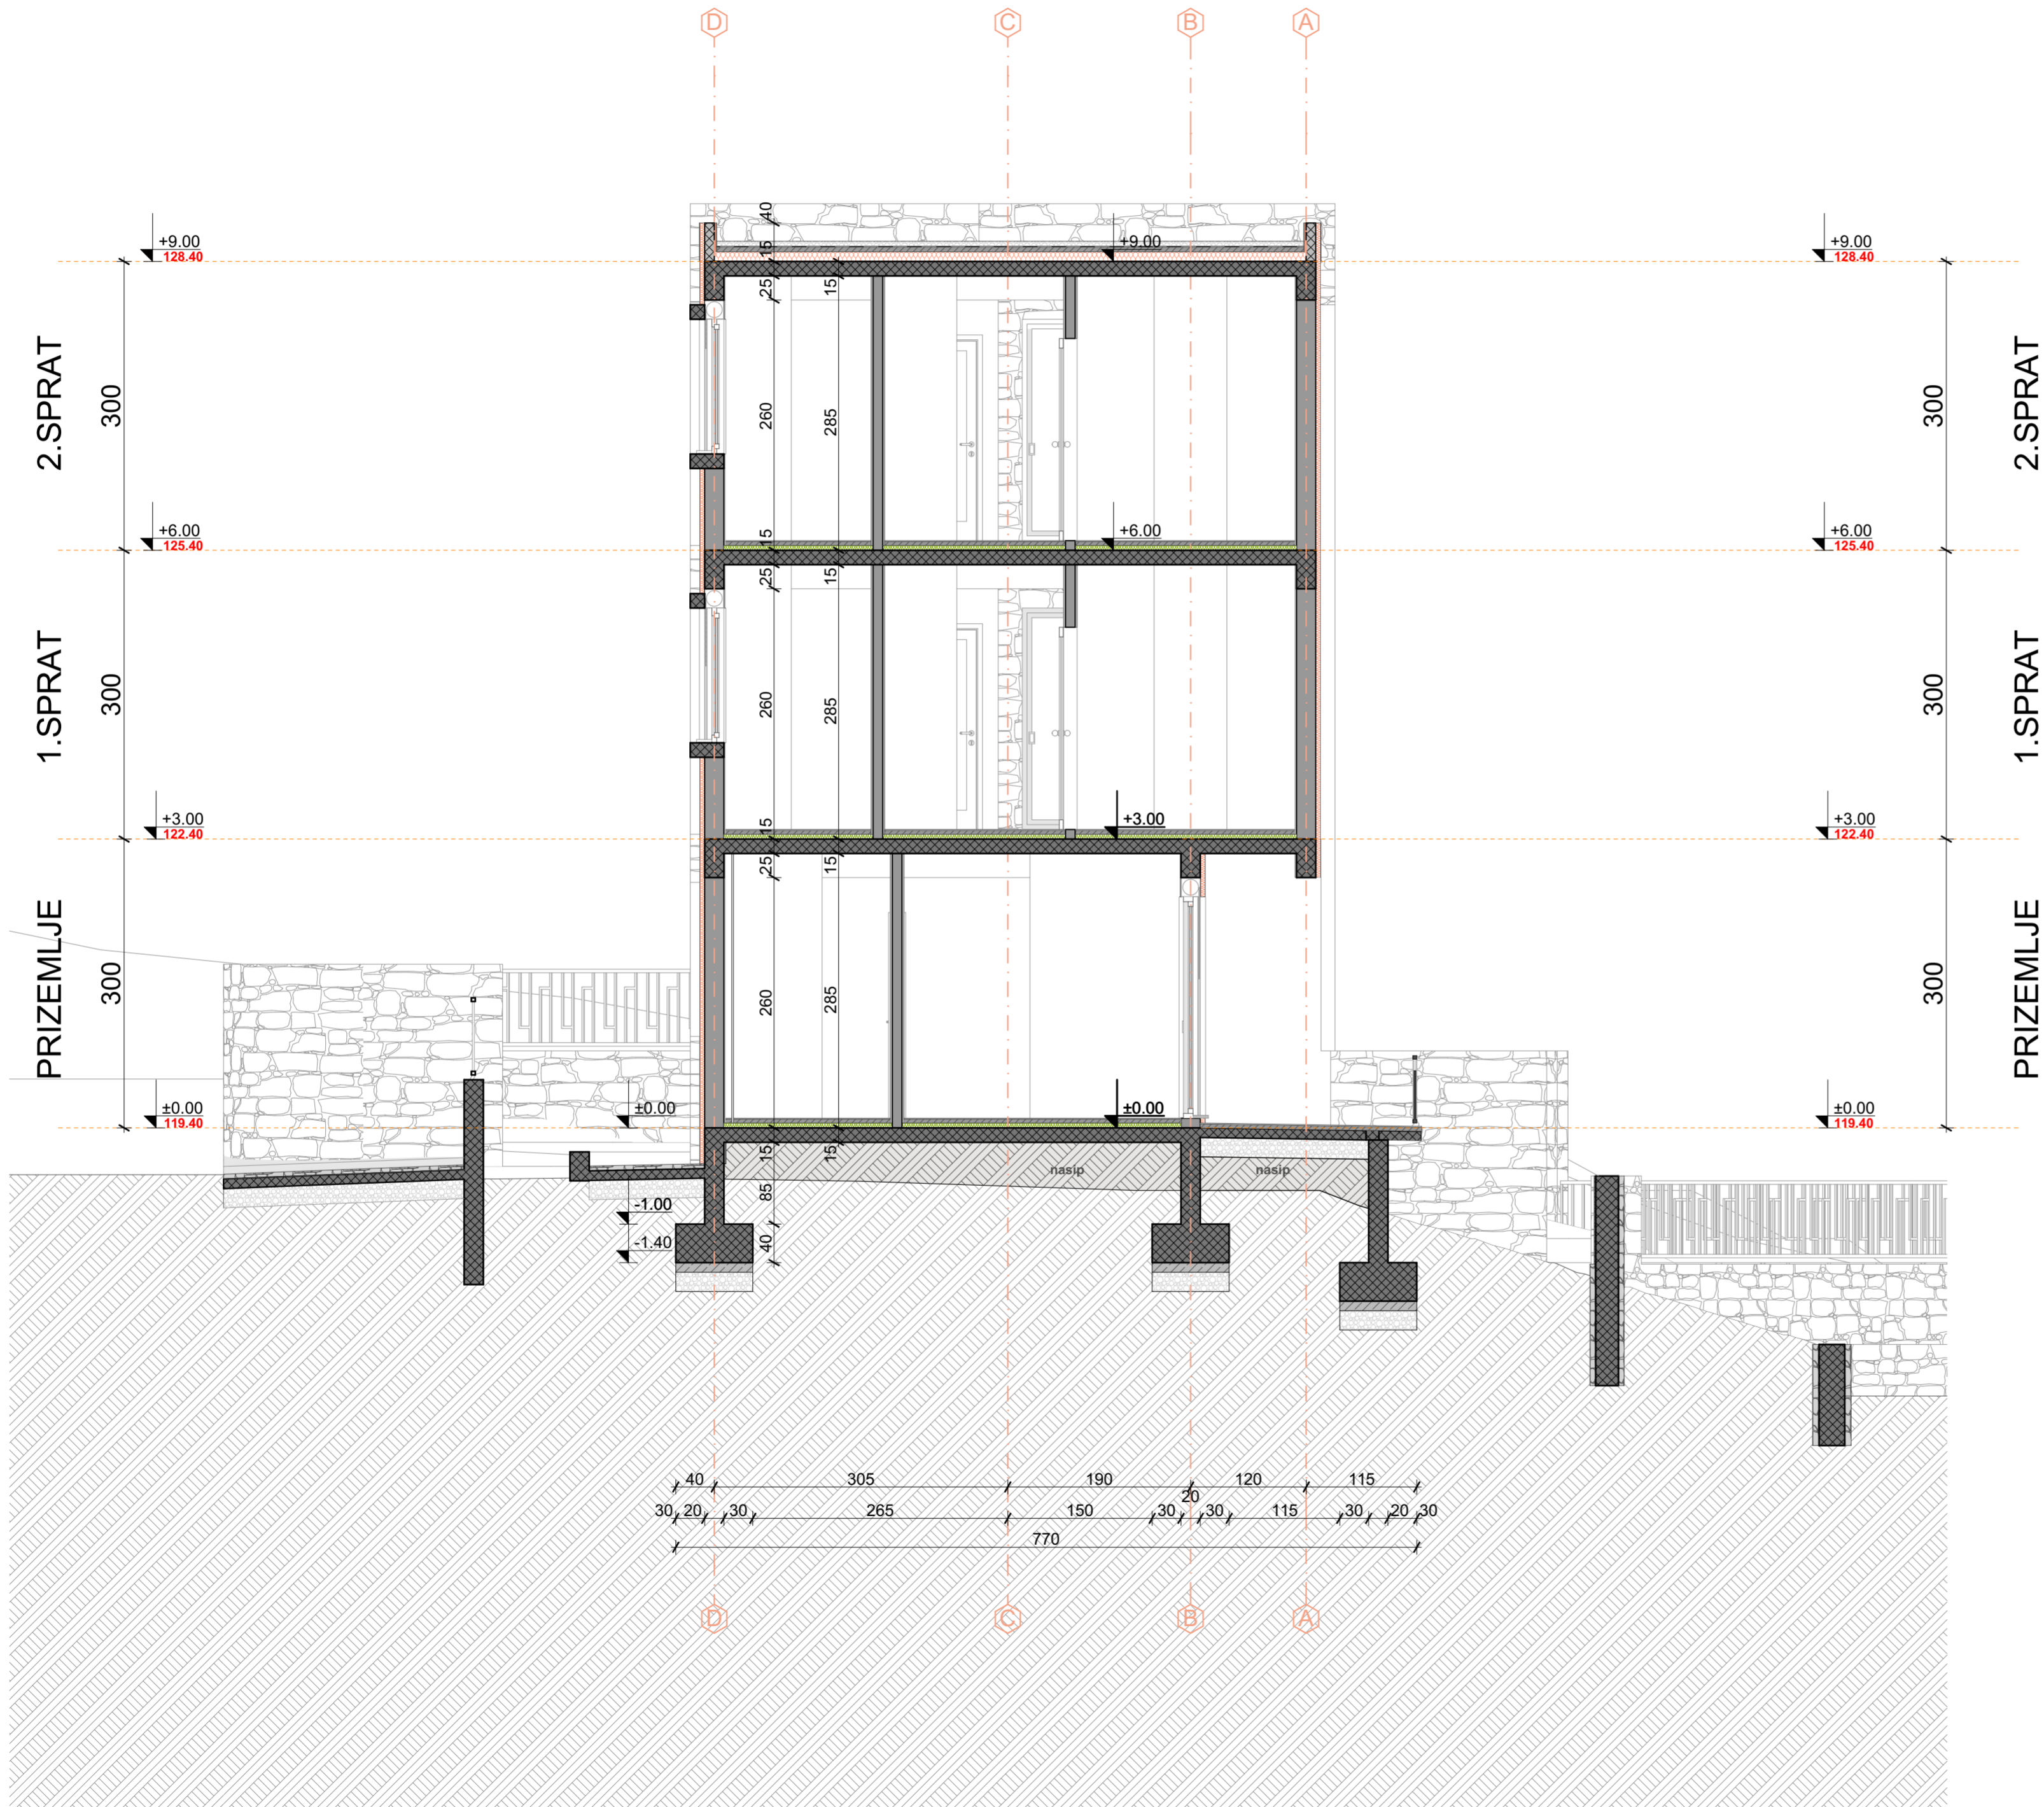 D C B A
40
+9.00 +9.00 +9.00
128.40 128.40
15
25 15
2.SPRAT 300 260 285 300 2.SPRAT
15
+6.00 +6.00 +6.00
125.40 125.40
25 15
1.SPRAT 300 260 285 300 1.SPRAT
15
+3.00 +3.00 +3.00
122.40 122.40
25 15
PRIZEMLJE 300 260 285 300 PRIZEMLJE
±0.00 ±0.00 ±0.00 ±0.00
119.40 119.40
15 15
nasip nasip
85
-1.00
-1.40 40
40 305 190 120 115
20
30 20 30 265 150 30 30 115 30 20 30
770
D C B A